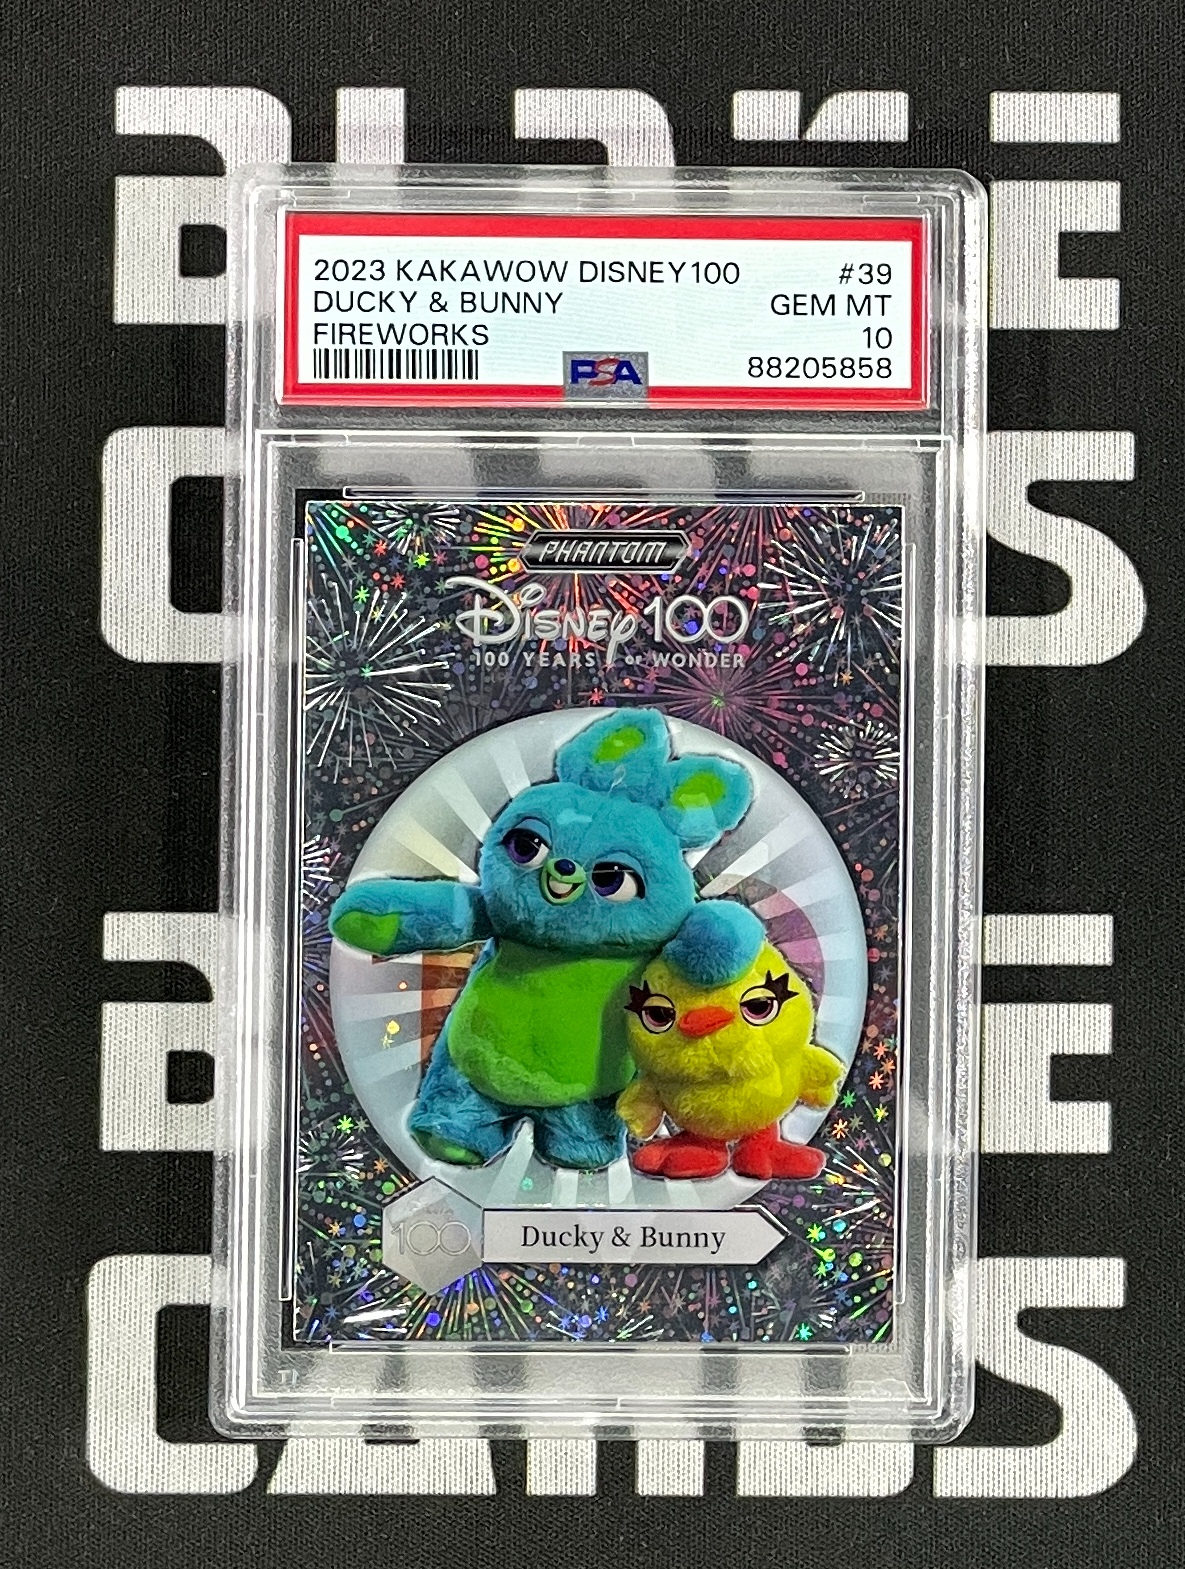 2023 KAKAWOW DISNEY100 #39
DUCKY & BUNNY GEM MT
FIREWORKS 10
PSA 88205858
PHANTOM
Disney 100
100 YEARS OF WONDER
100
Ducky & Bunny